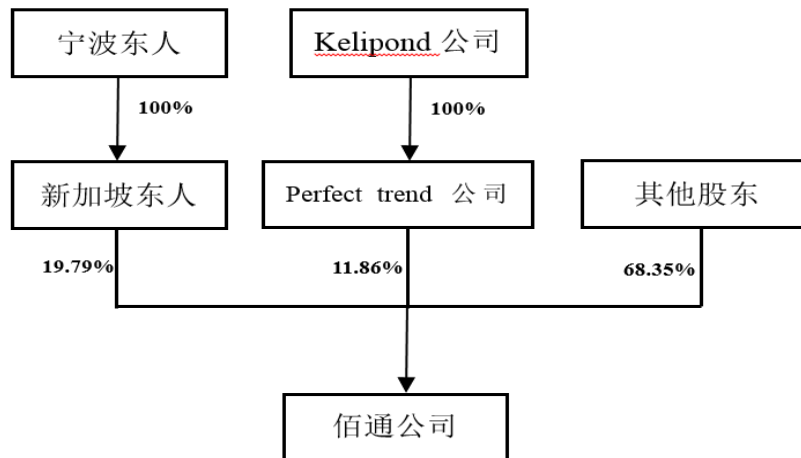 宁波东人
Kelipond 公司
100%
100%
新加坡东人
Perfect trend 公司
其他股东
19.79%
11.86%
68.35%
佰通公司